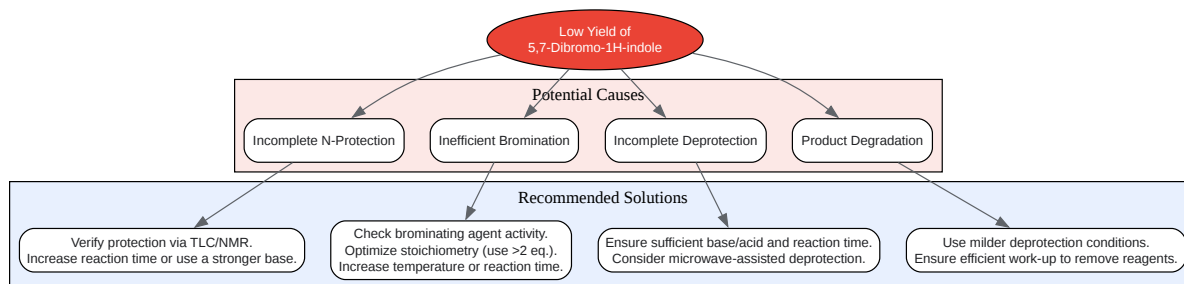 Low Yield of
5,7-Dibromo-1H-indole
Potential Causes
Incomplete N-Protection
Inefficient Bromination
Incomplete Deprotection
Product Degradation
Recommended Solutions
Verify protection via TLC/NMR.
Increase reaction time or use a stronger base.
Check brominating agent activity.
Optimize stoichiometry (use >2 eq.).
Increase temperature or reaction time.
Ensure sufficient base/acid and reaction time.
Consider microwave-assisted deprotection.
Use milder deprotection conditions.
Ensure efficient work-up to remove reagents.